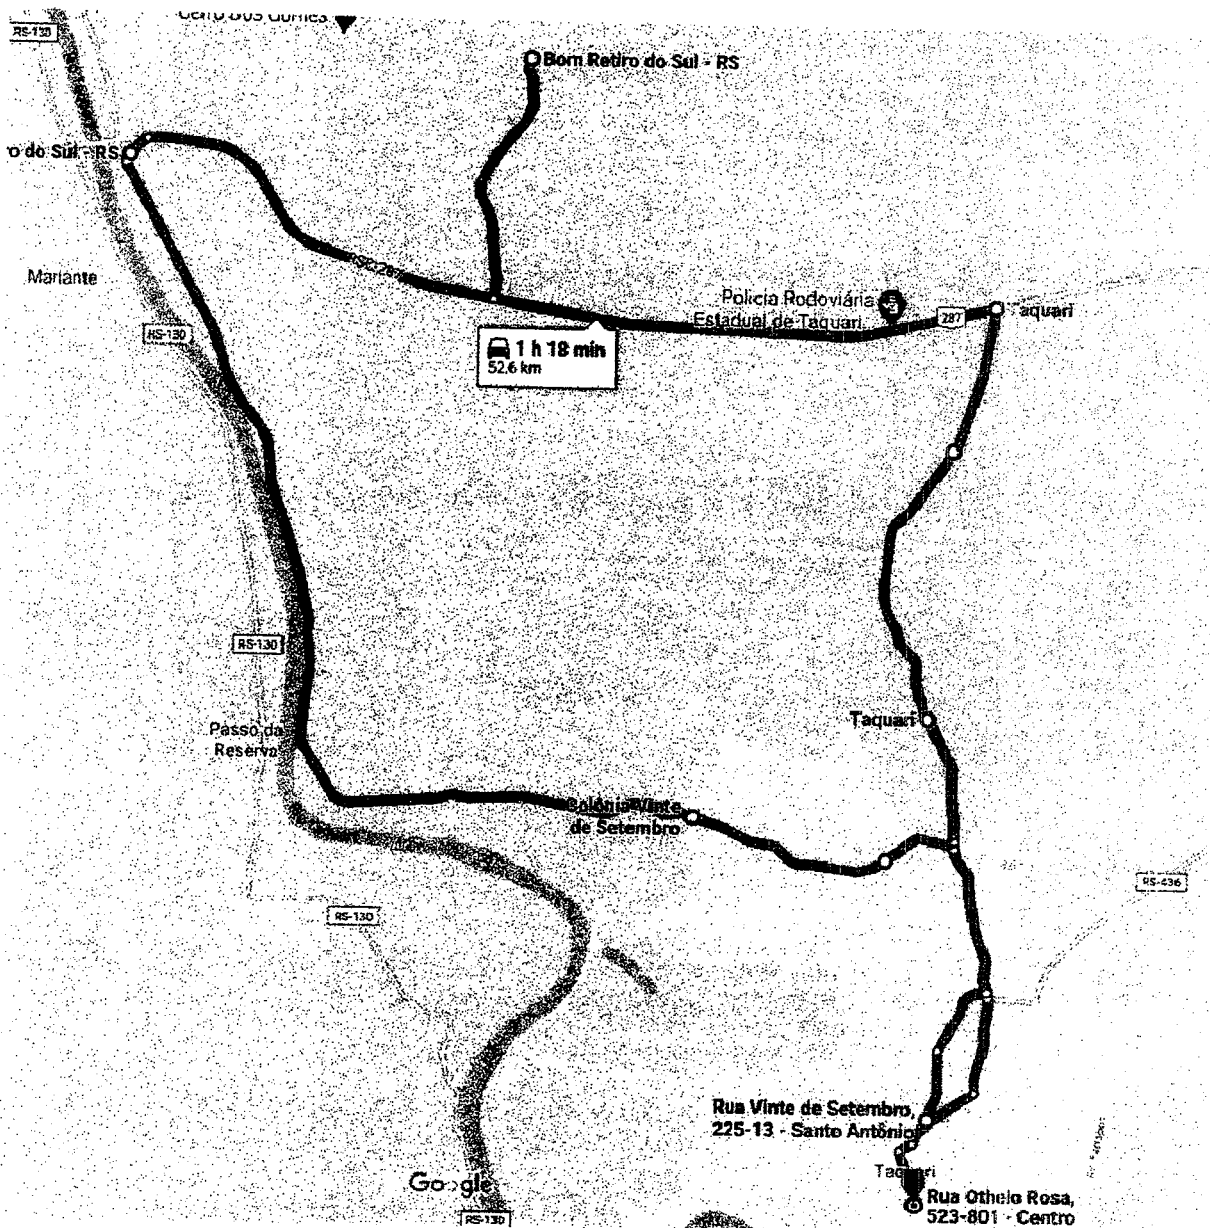 RS-130
Bom Retiro do Sul - RS
ro do Sul - RS
Mariante
RS-130
Polícia Rodoviária
Estadual de Taquari
287
aquari
1 h 18 min
52,6 km
RS-130
Passo da
Reserva
Taquari
Colônia Vinte
de Setembro
RS-436
RS-130
Rua Vinte de Setembro,
225-13 - Santo Antônio
Taquari
Google
Rua Othelo Rosa,
523-801 - Centro
RS-130